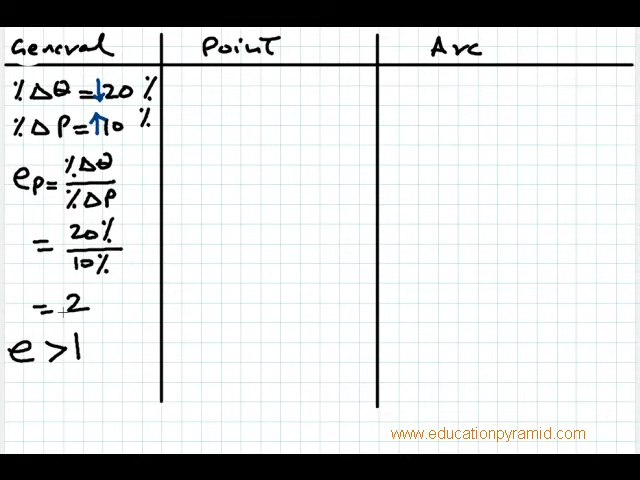 General Point Arc
% ΔQ = ↓20 %
% ΔP = ↑10 %
eP = %ΔQ / %ΔP
= 20% / 10%
= 2
e > 1
www.educationpyramid.com